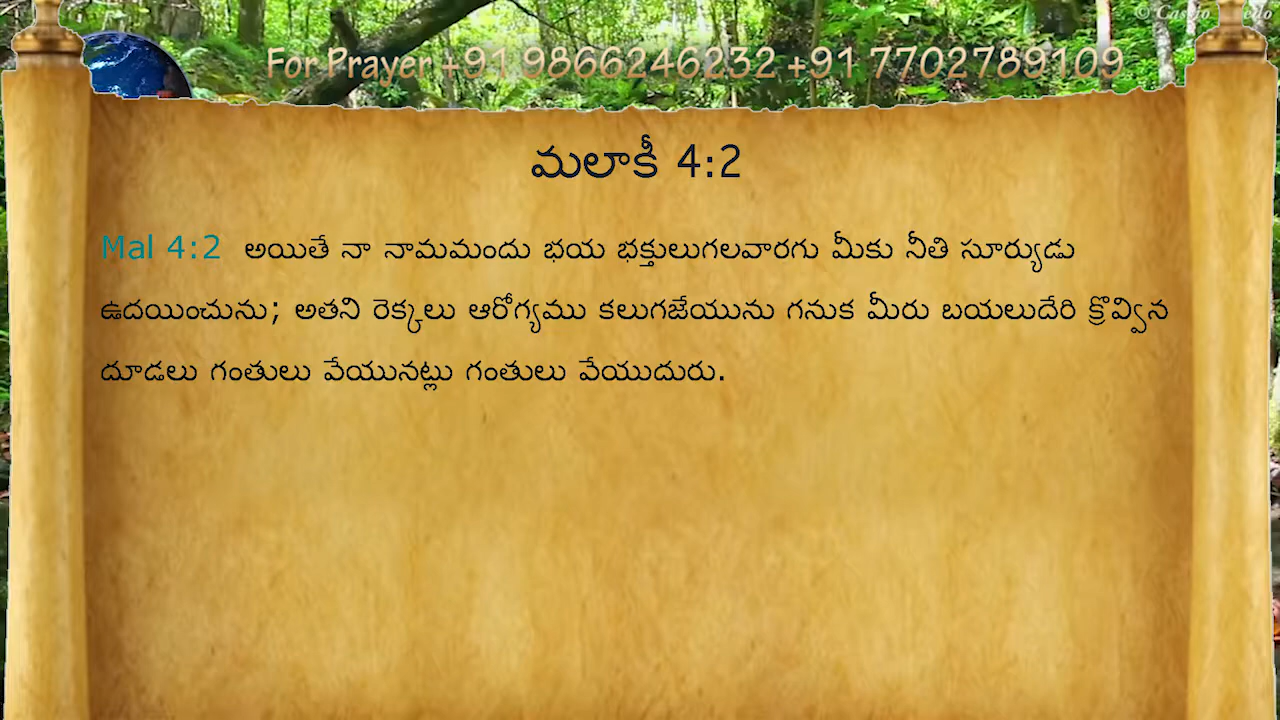 For Prayer +91 9866246232 +91 7702789109
మలాకీ 4:2
Mal 4:2 అయితే నా నామమందు భయ భక్తులుగలవారగు మీకు నీతి సూర్యుడు
ఉదయించును; అతని రెక్కలు ఆరోగ్యము కలుగజేయును గనుక మీరు బయలుదేరి క్రొవ్విన
దూడలు గంతులు వేయునట్లు గంతులు వేయుదురు.